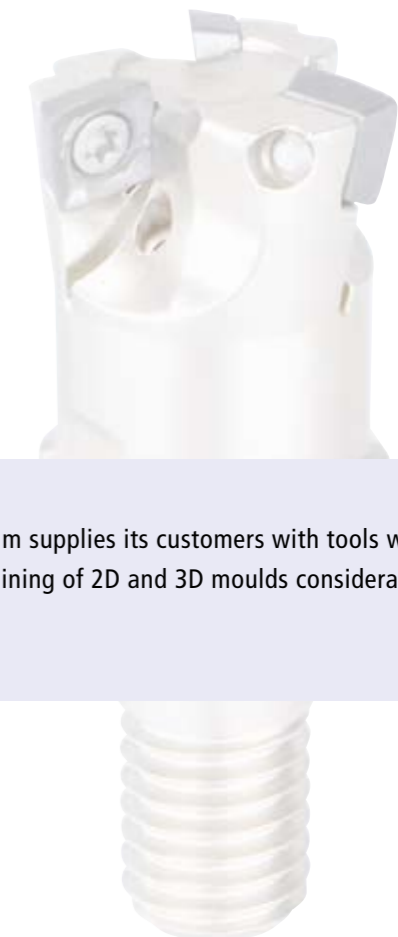 m supplies its customers with tools w
ining of 2D and 3D moulds considera